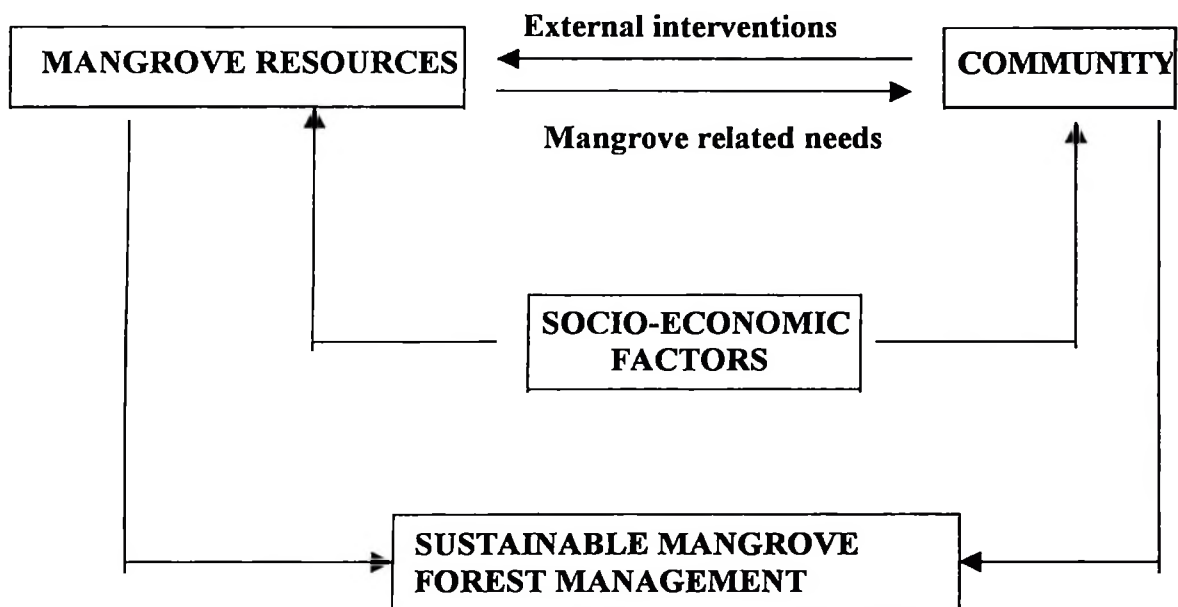 External interventions
MANGROVE RESOURCES
COMMUNITY
Mangrove related needs
SOCIO-ECONOMIC
FACTORS
SUSTAINABLE MANGROVE
FOREST MANAGEMENT